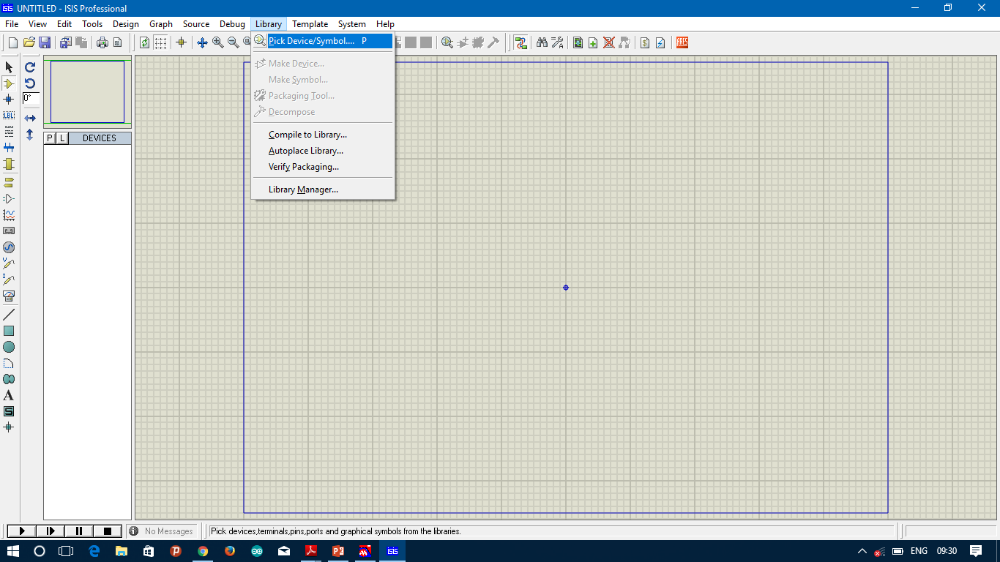 UNTITLED - ISIS Professional
File View Edit Tools Design Graph Source Debug Library Template System Help
Pick Device/Symbol.... P
Make Device...
Make Symbol...
Packaging Tool...
Decompose
Compile to Library...
Autoplace Library...
Verify Packaging...
Library Manager...
0°
LBL
P L DEVICES
A
S
No Messages
Pick devices,terminals,pins,ports and graphical symbols from the libraries.
ENG 09:30